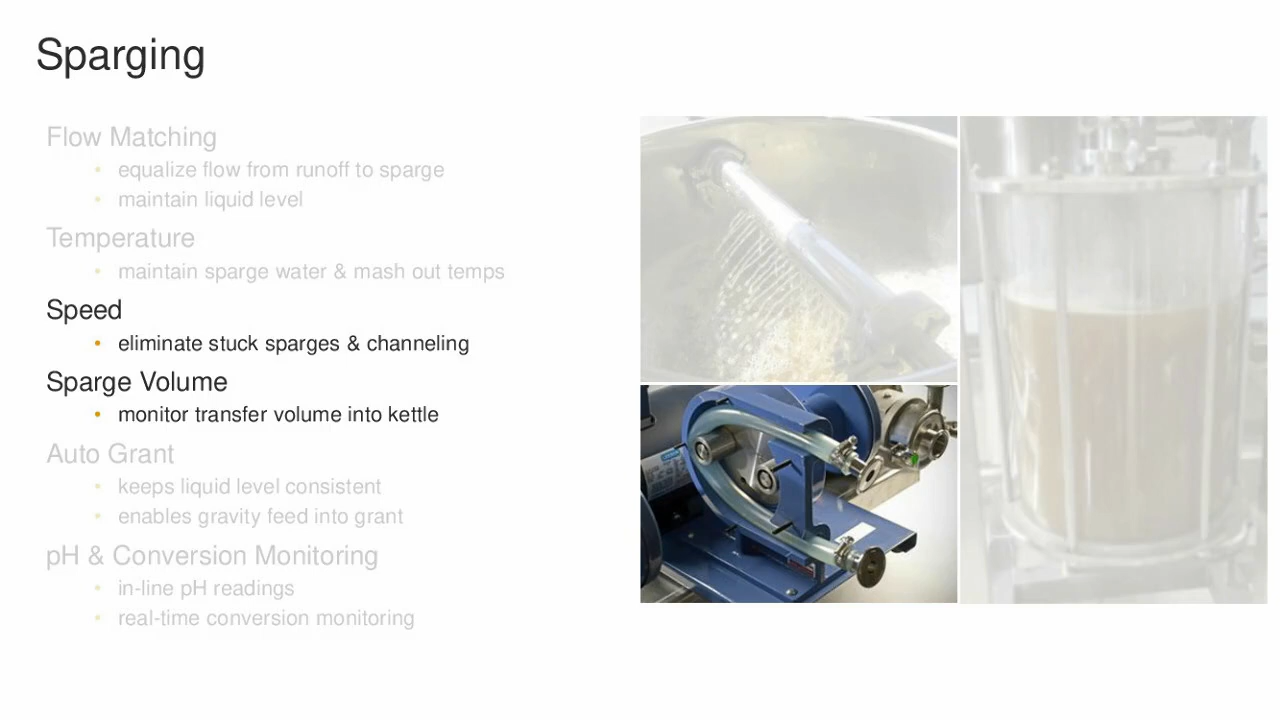 Sparging
Flow Matching
• equalize flow from runoff to sparge
• maintain liquid level
Temperature
• maintain sparge water & mash out temps
Speed
• eliminate stuck sparges & channeling
Sparge Volume
• monitor transfer volume into kettle
Auto Grant
• keeps liquid level consistent
• enables gravity feed into grant
pH & Conversion Monitoring
• in-line pH readings
• real-time conversion monitoring